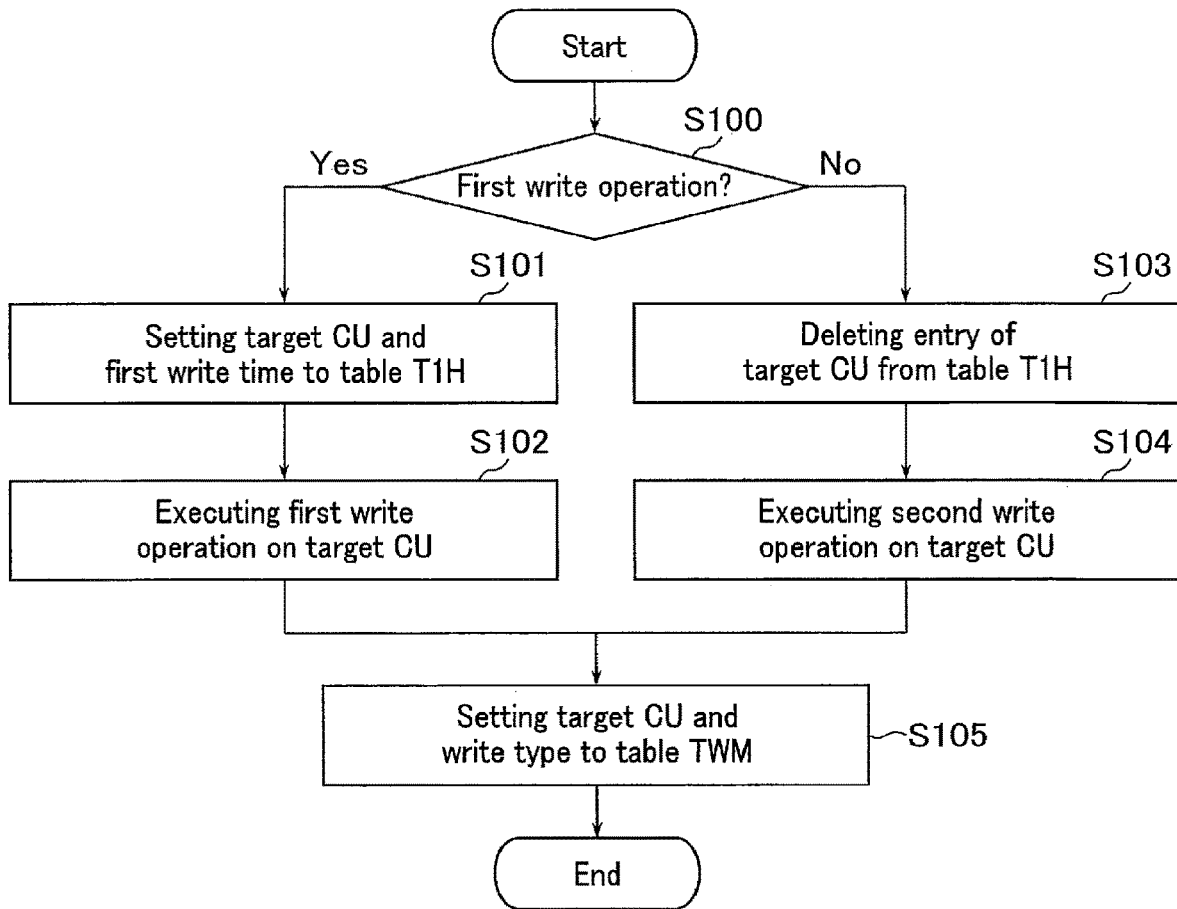 Start
S100
Yes
No
First write operation?
S101
S103
Setting target CU and
first write time to table T1H
Deleting entry of
target CU from table T1H
S102
S104
Executing first write
operation on target CU
Executing second write
operation on target CU
Setting target CU and
write type to table TWM
S105
End